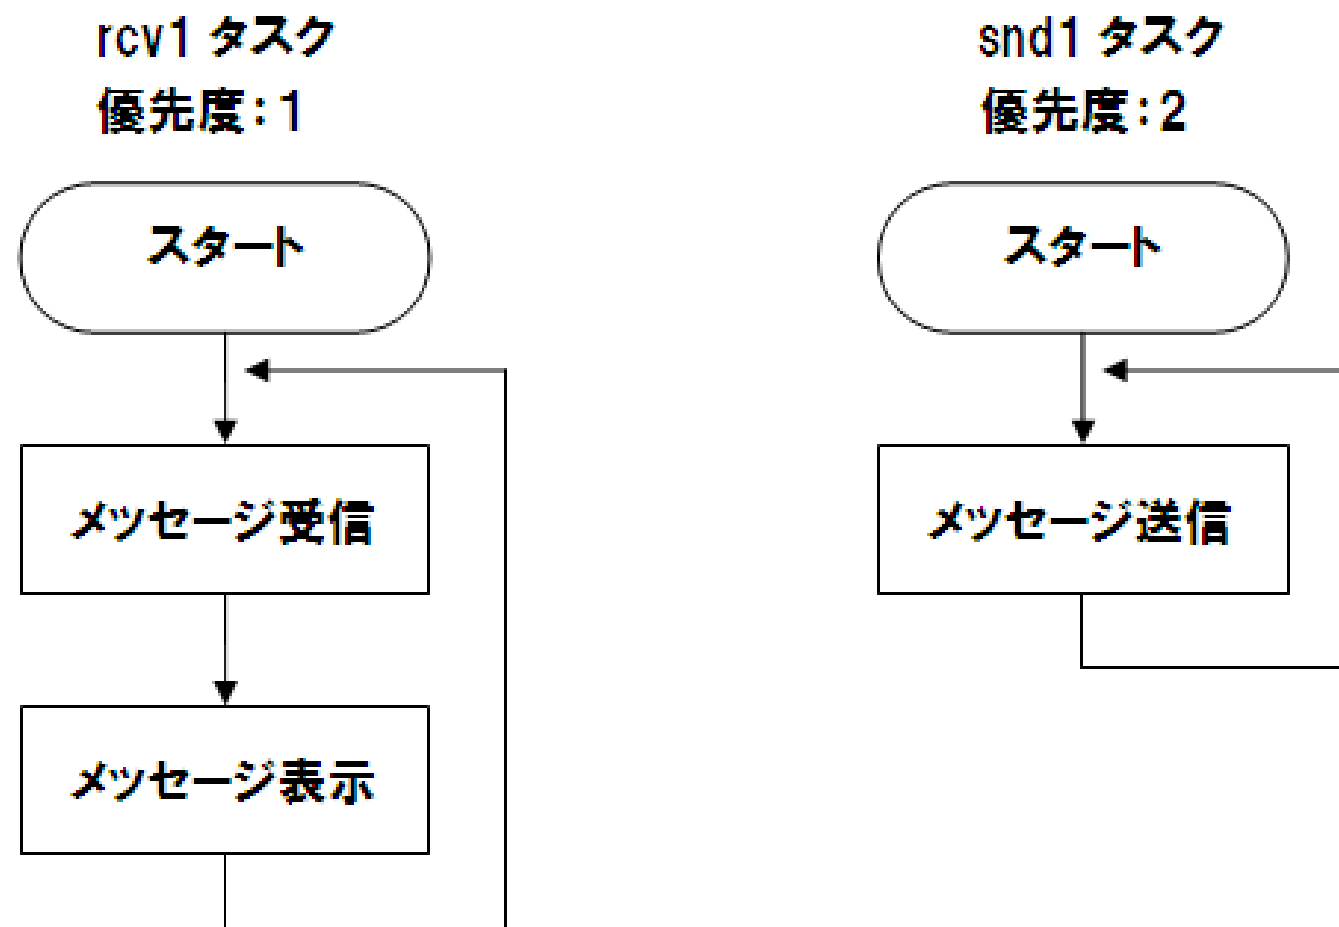 rcv1 タスク
優先度：1
スタート
メッセージ受信
メッセージ表示
snd1 タスク
優先度：2
スタート
メッセージ送信